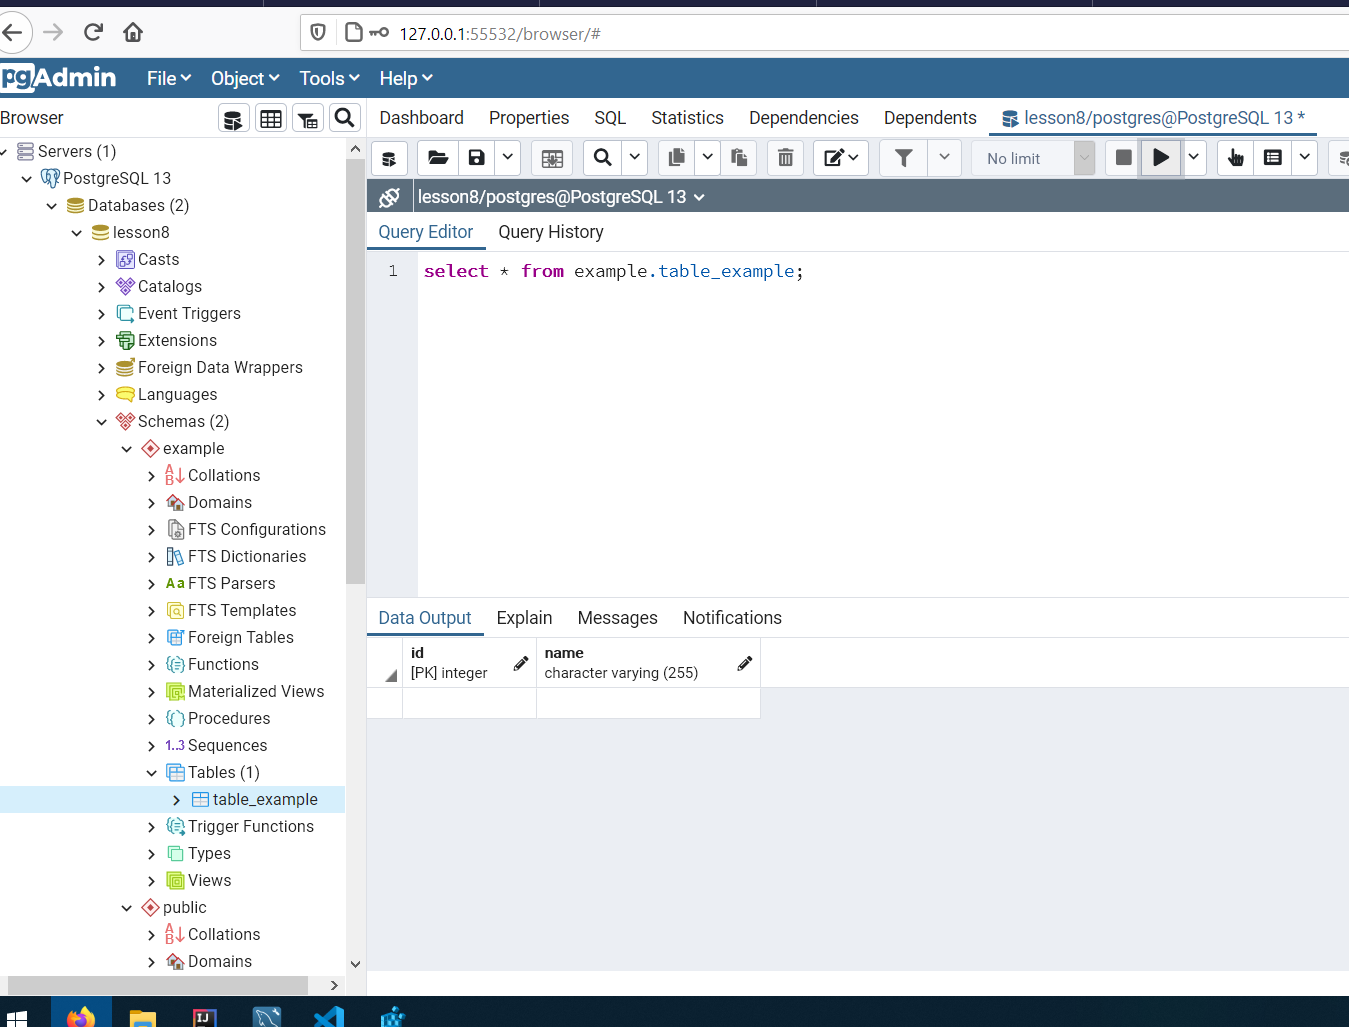 127.0.0.1:55532/browser/#
pgAdmin File Object Tools Help
Browser
Dashboard Properties SQL Statistics Dependencies Dependents lesson8/postgres@PostgreSQL 13 *
No limit
lesson8/postgres@PostgreSQL 13
Query Editor Query History
1 select * from example.table_example;
Servers (1)
PostgreSQL 13
Databases (2)
lesson8
Casts
Catalogs
Event Triggers
Extensions
Foreign Data Wrappers
Languages
Schemas (2)
example
Collations
Domains
FTS Configurations
FTS Dictionaries
Aa FTS Parsers
FTS Templates
Foreign Tables
Functions
Materialized Views
Procedures
1..3 Sequences
Tables (1)
table_example
Trigger Functions
Types
Views
public
Collations
Domains
Data Output Explain Messages Notifications
id
[PK] integer
name
character varying (255)
IJ